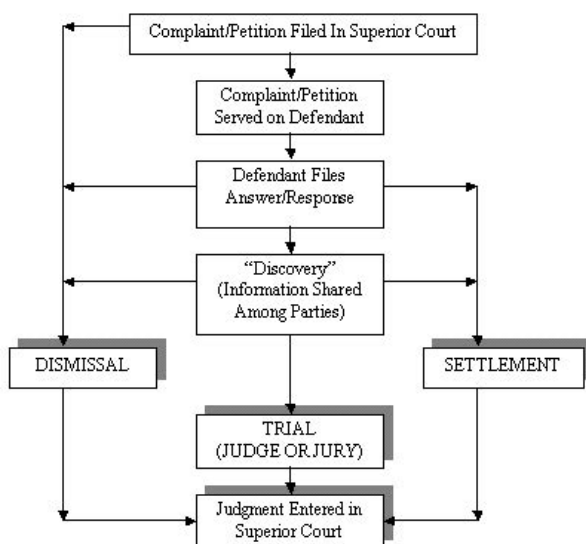 Complaint/Petition Filed In Superior Court
Complaint/Petition
Served on Defendant
Defendant Files
Answer/Response
“Discovery”
(Information Shared
Among Parties)
DISMISSAL
SETTLEMENT
TRIAL
(JUDGE OR JURY)
Judgment Entered in
Superior Court